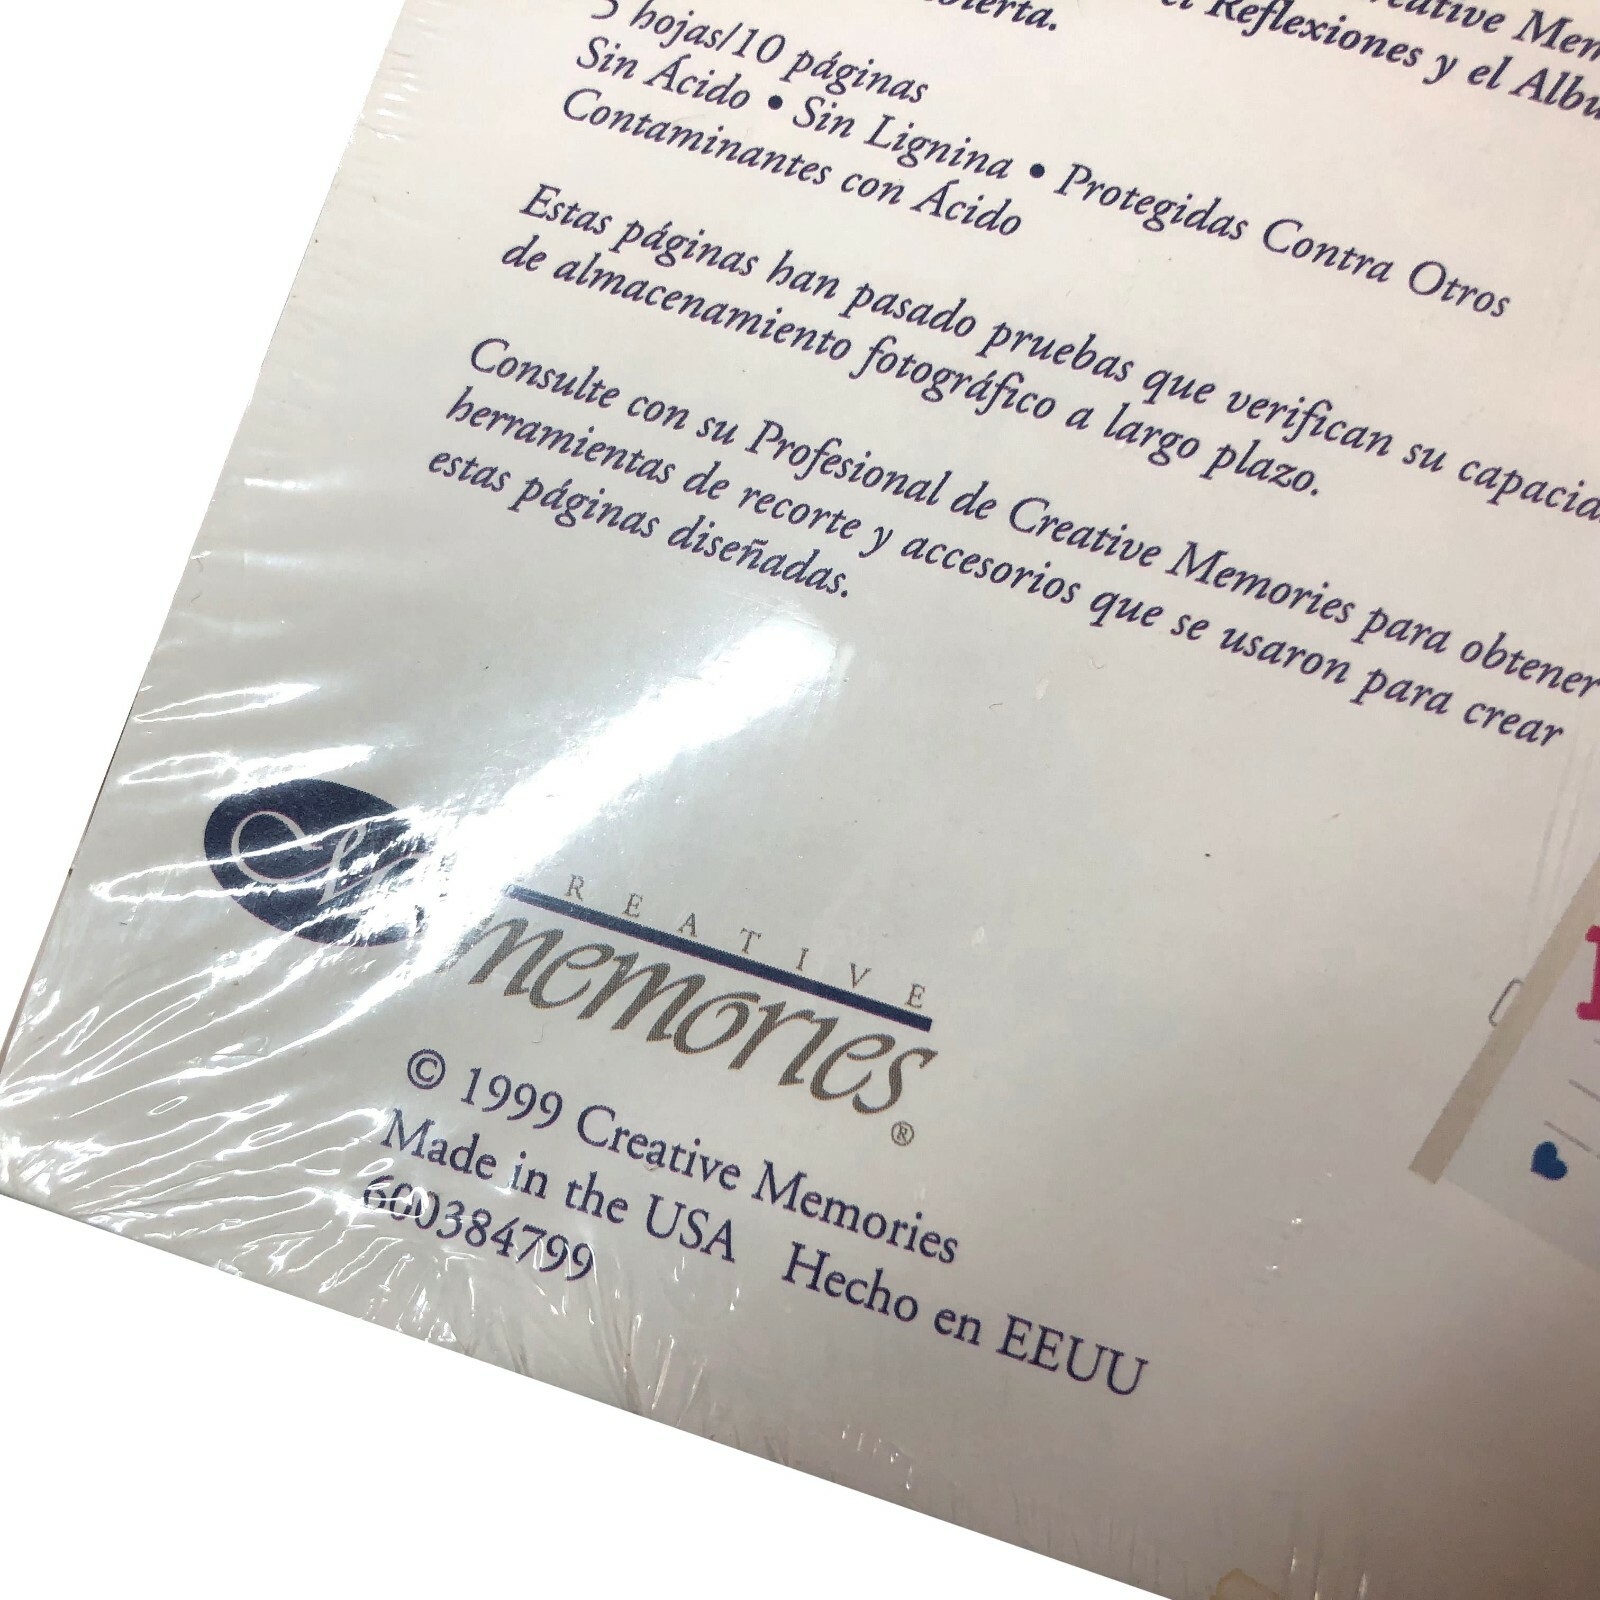 el Reflexiones y el
5 hojas/10 páginas
Sin Ácido • Sin Lignina • Protegidas Contra Otros
Contaminantes con Ácido
Estas páginas han pasado pruebas que verifican su
de almacenamiento fotográfico a largo plazo.
Consulte con su Profesional de Creative Memories para obtener
herramientas de recorte y accesorios que se usaron para crear
estas páginas diseñadas.
CREATIVE
memories®
© 1999 Creative Memories
Made in the USA Hecho en EEUU
600384799